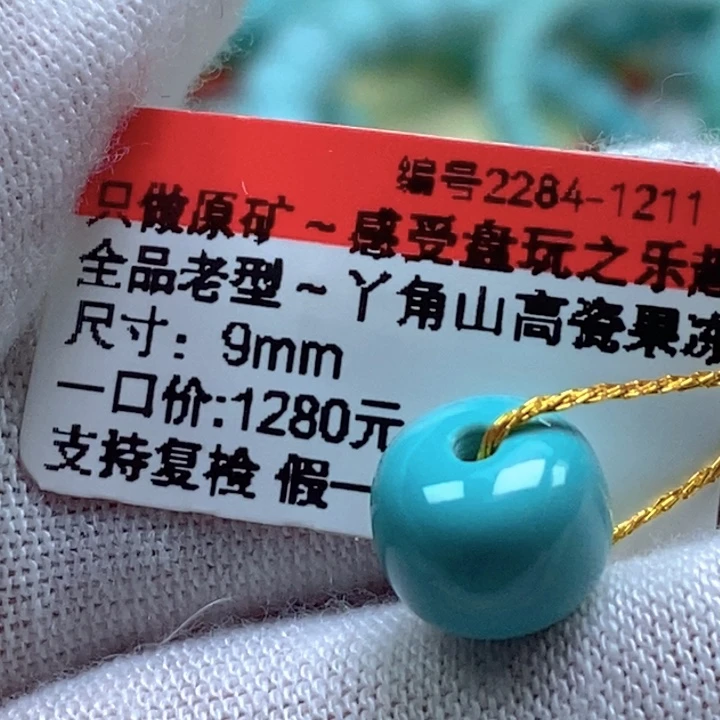 编号2284-1211
只做原矿~感受盘玩之乐趣
全品老型~丫角山高瓷果冻
尺寸：9mm
一口价:1280元
支持复检 假一